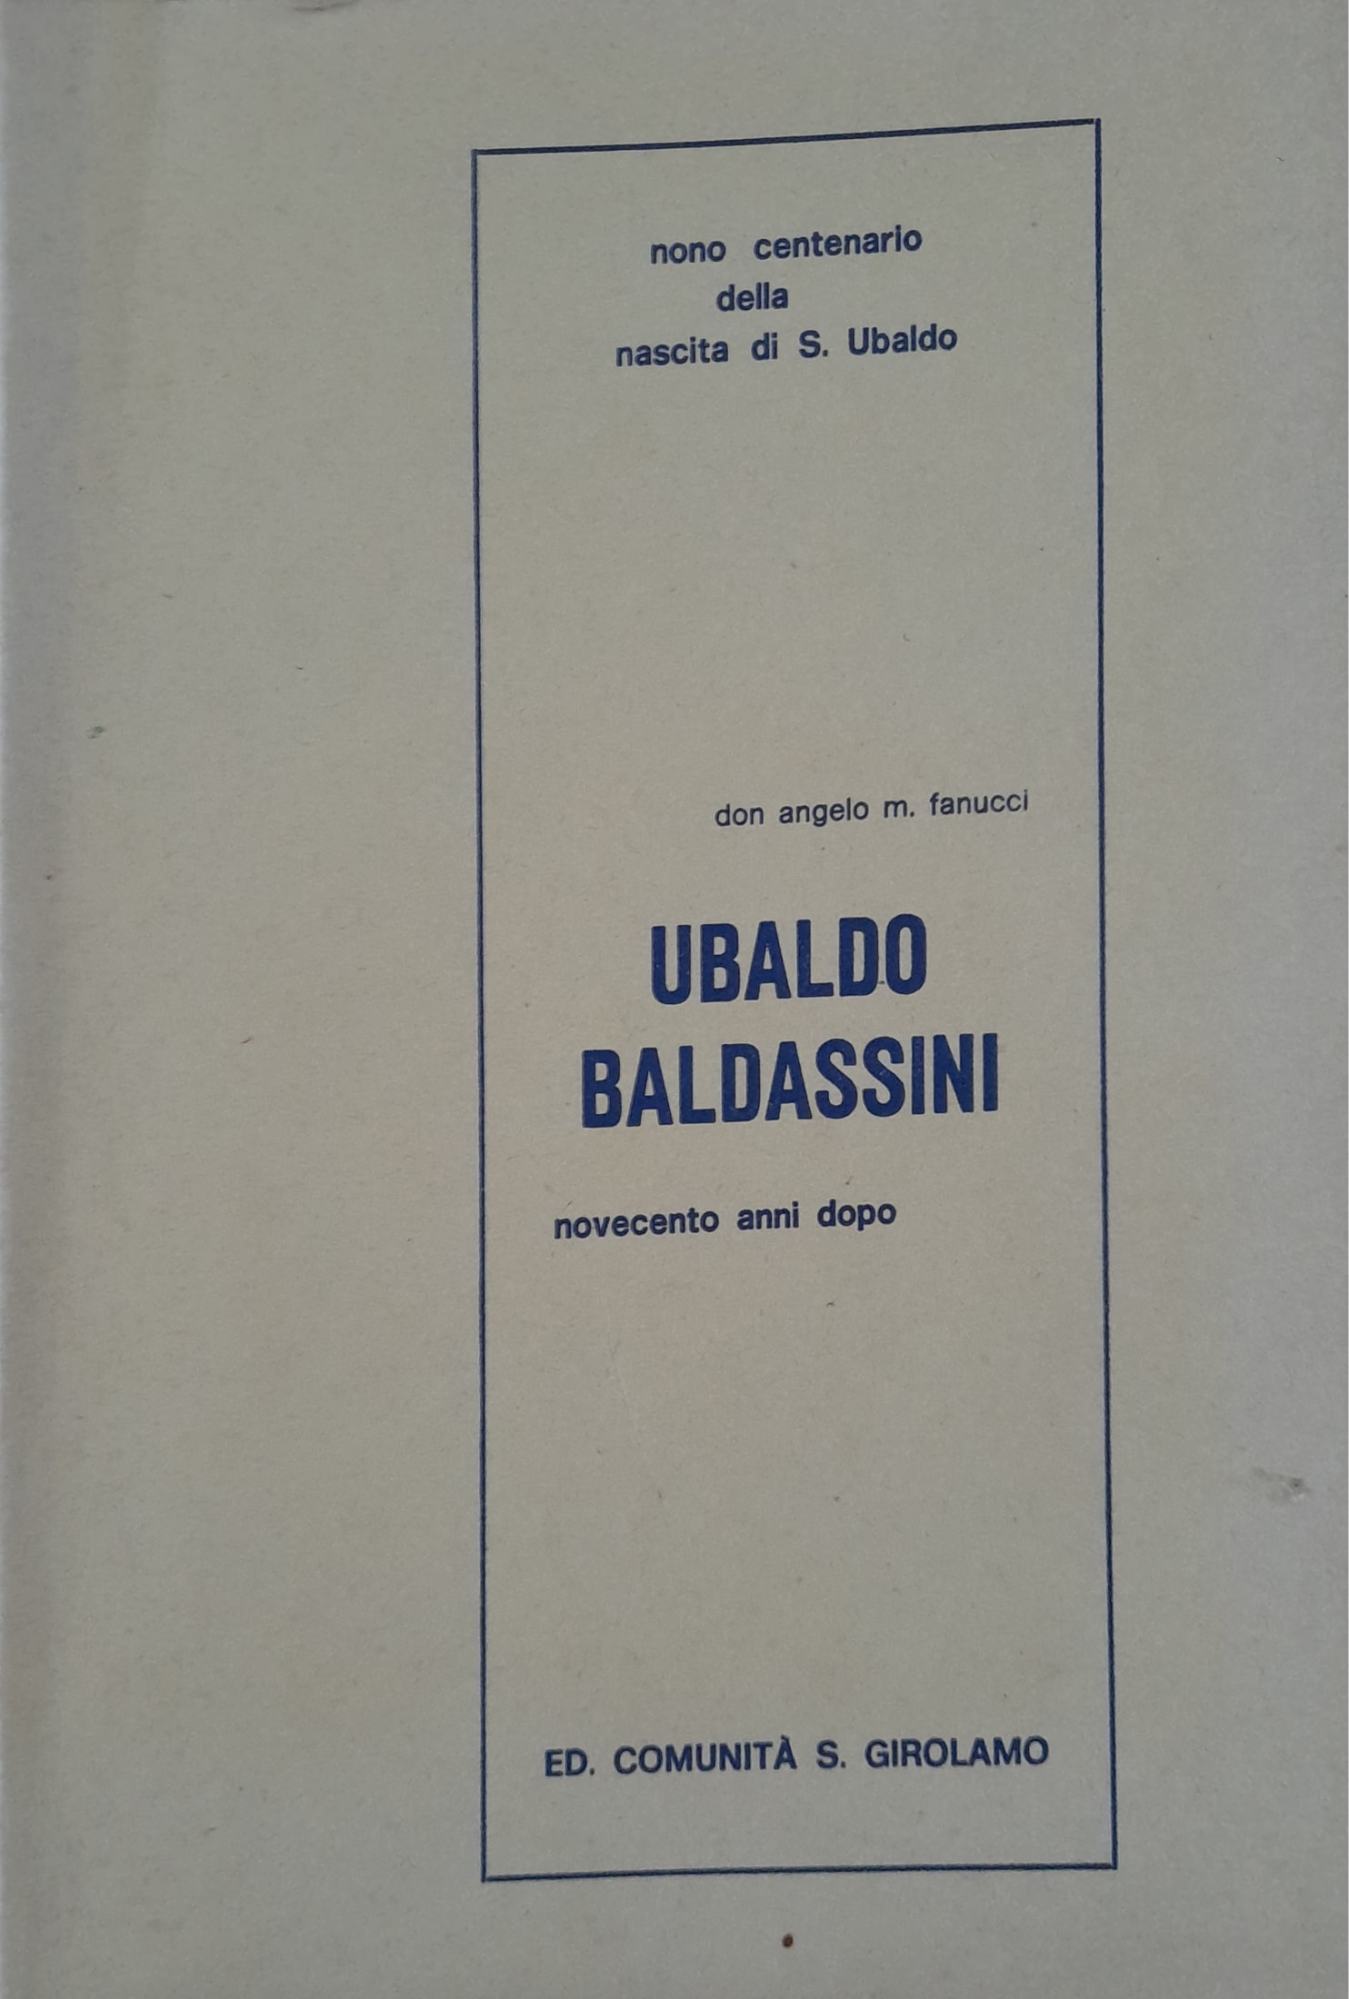 nono centenario
della
nascita di S. Ubaldo
don angelo m. fanucci
UBALDO
BALDASSINI
novecento anni dopo
ED. COMUNITÀ S. GIROLAMO